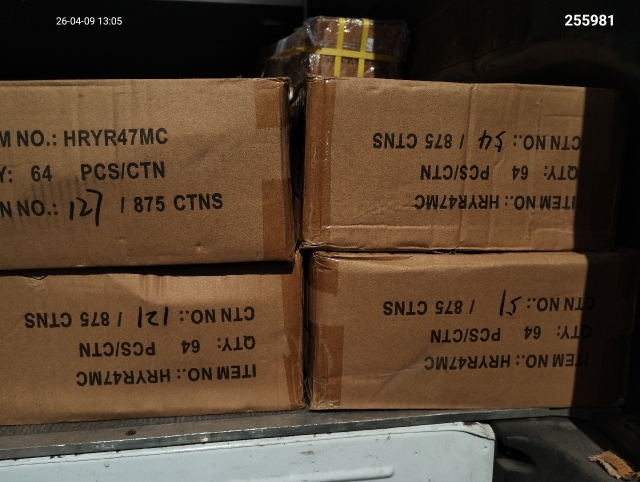 26-04-09 13:05
255981
M NO.: HRYR47MC
Y: 64 PCS/CTN
N NO.: 127 / 875 CTNS
ITEM NO.: HRYR47MC
QTY: 64 PCS/CTN
CTN NO.: 54 / 875 CTNS
ITEM NO.: HRYR47MC
QTY: 64 PCS/CTN
CTN NO.: 121 / 875 CTNS
ITEM NO.: HRYR47MC
QTY: 64 PCS/CTN
CTN NO.: 51 / 875 CTNS